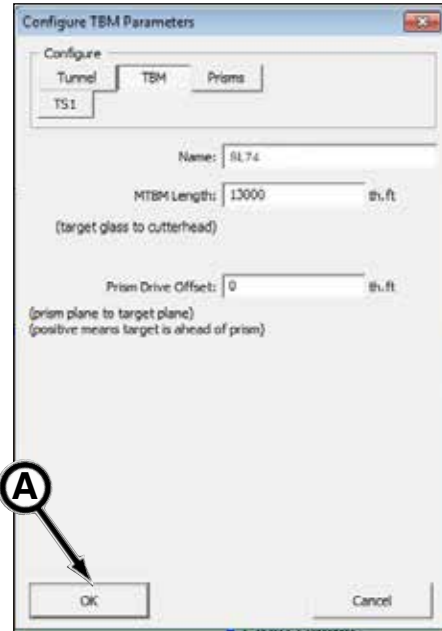 Configure TBM Parameters
Configure
Tunnel TBM Prisms
TS1
Name: SL74
MTBM Length: 13000 th.ft
(target glass to cutterhead)
Prism Drive Offset: 0 th.ft
(prism plane to target plane)
(positive means target is ahead of prism)
A
OK Cancel